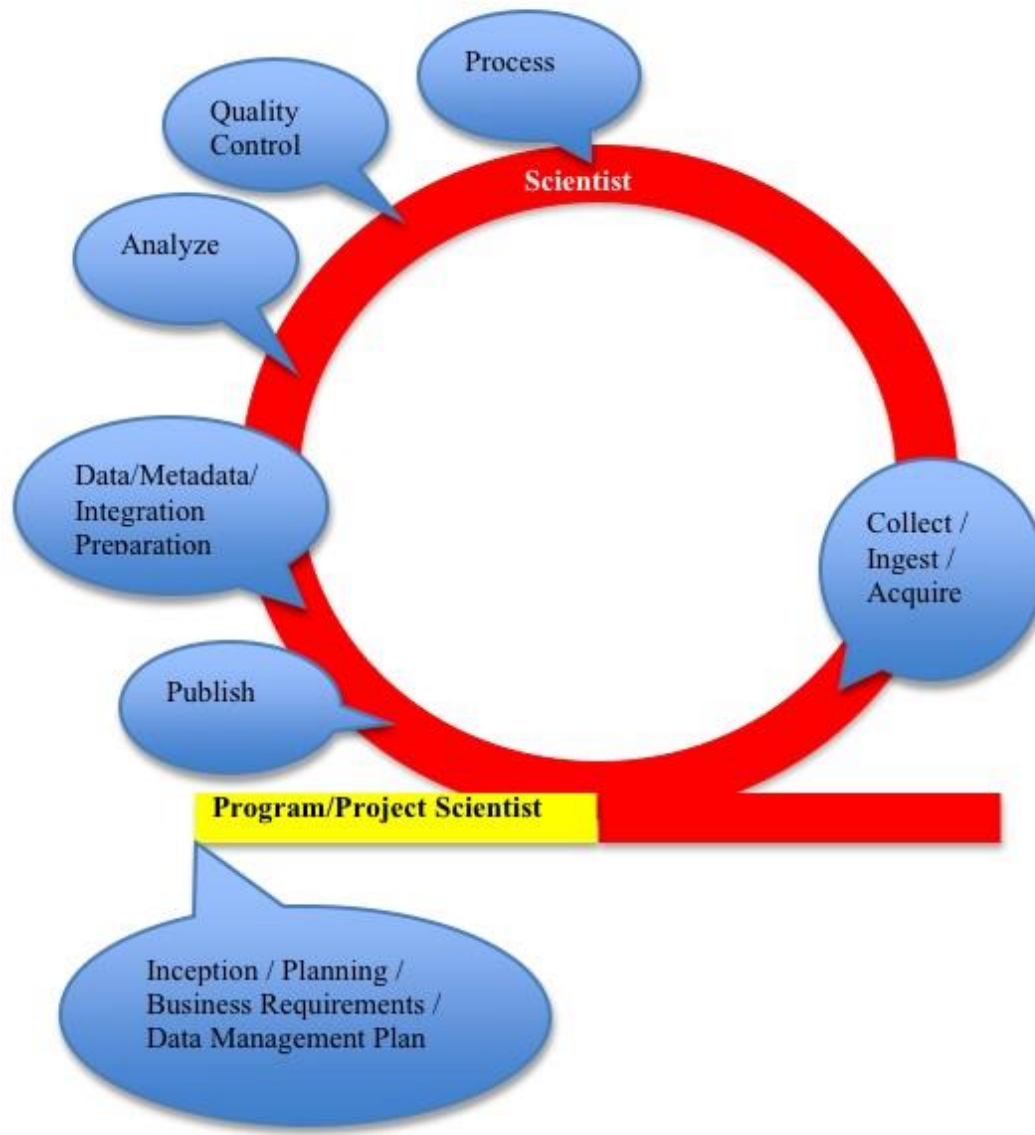 Process
Quality
Control
Scientist
Analyze
Data/Metadata/
Integration
Preparation
Collect /
Ingest /
Acquire
Publish
Program/Project Scientist
Inception / Planning /
Business Requirements /
Data Management Plan